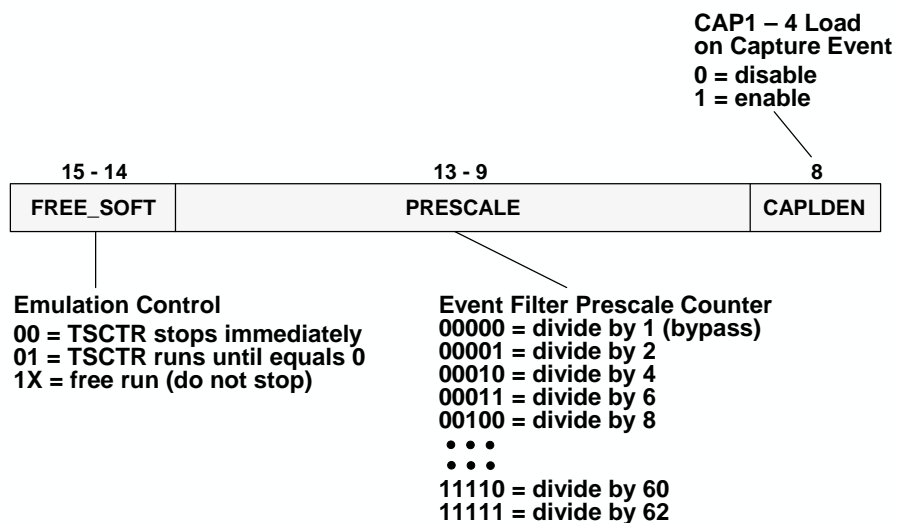 CAP1 – 4 Load
on Capture Event
0 = disable
1 = enable
15 - 14
13 - 9
8
FREE_SOFT
PRESCALE
CAPLDEN
Emulation Control
00 = TSCTR stops immediately
01 = TSCTR runs until equals 0
1X = free run (do not stop)
Event Filter Prescale Counter
00000 = divide by 1 (bypass)
00001 = divide by 2
00010 = divide by 4
00011 = divide by 6
00100 = divide by 8
• • •
• • •
11110 = divide by 60
11111 = divide by 62